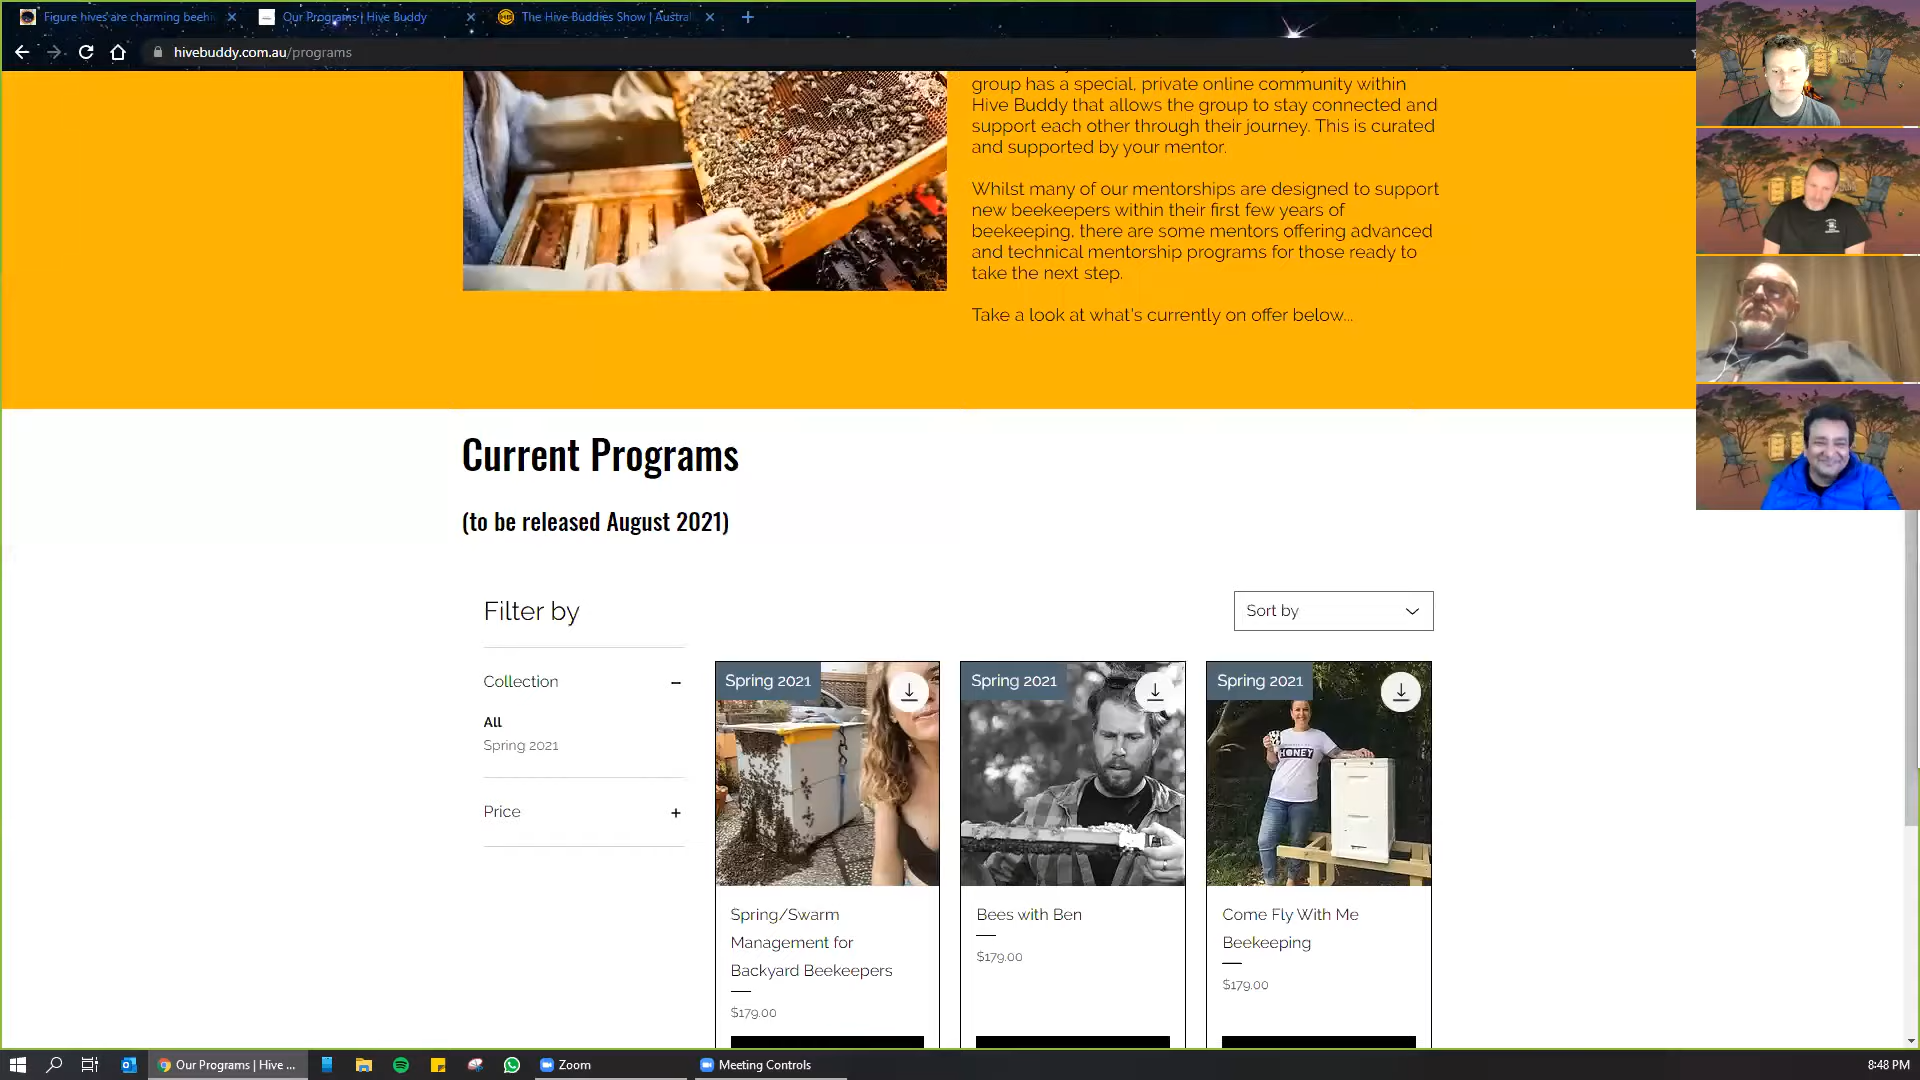 Figure hives are charming beehi
Our Programs | Hive Buddy
The Hive Buddies Show | Austral
hivebuddy.com.au/programs
group has a special, private online community within
Hive Buddy that allows the group to stay connected and
support each other through their journey. This is curated
and supported by your mentor.
Whilst many of our mentorships are designed to support
new beekeepers within their first few years of
beekeeping, there are some mentors offering advanced
and technical mentorship programs for those ready to
take the next step.
Take a look at what's currently on offer below...
Current Programs
(to be released August 2021)
Filter by
Sort by
Collection
All
Spring 2021
Price
Spring 2021
Spring 2021
Spring 2021
HONEY
Spring/Swarm
Management for
Backyard Beekeepers
$179.00
Bees with Ben
$179.00
Come Fly With Me
Beekeeping
$179.00
Our Programs | Hive ...
Zoom
Meeting Controls
8:48 PM